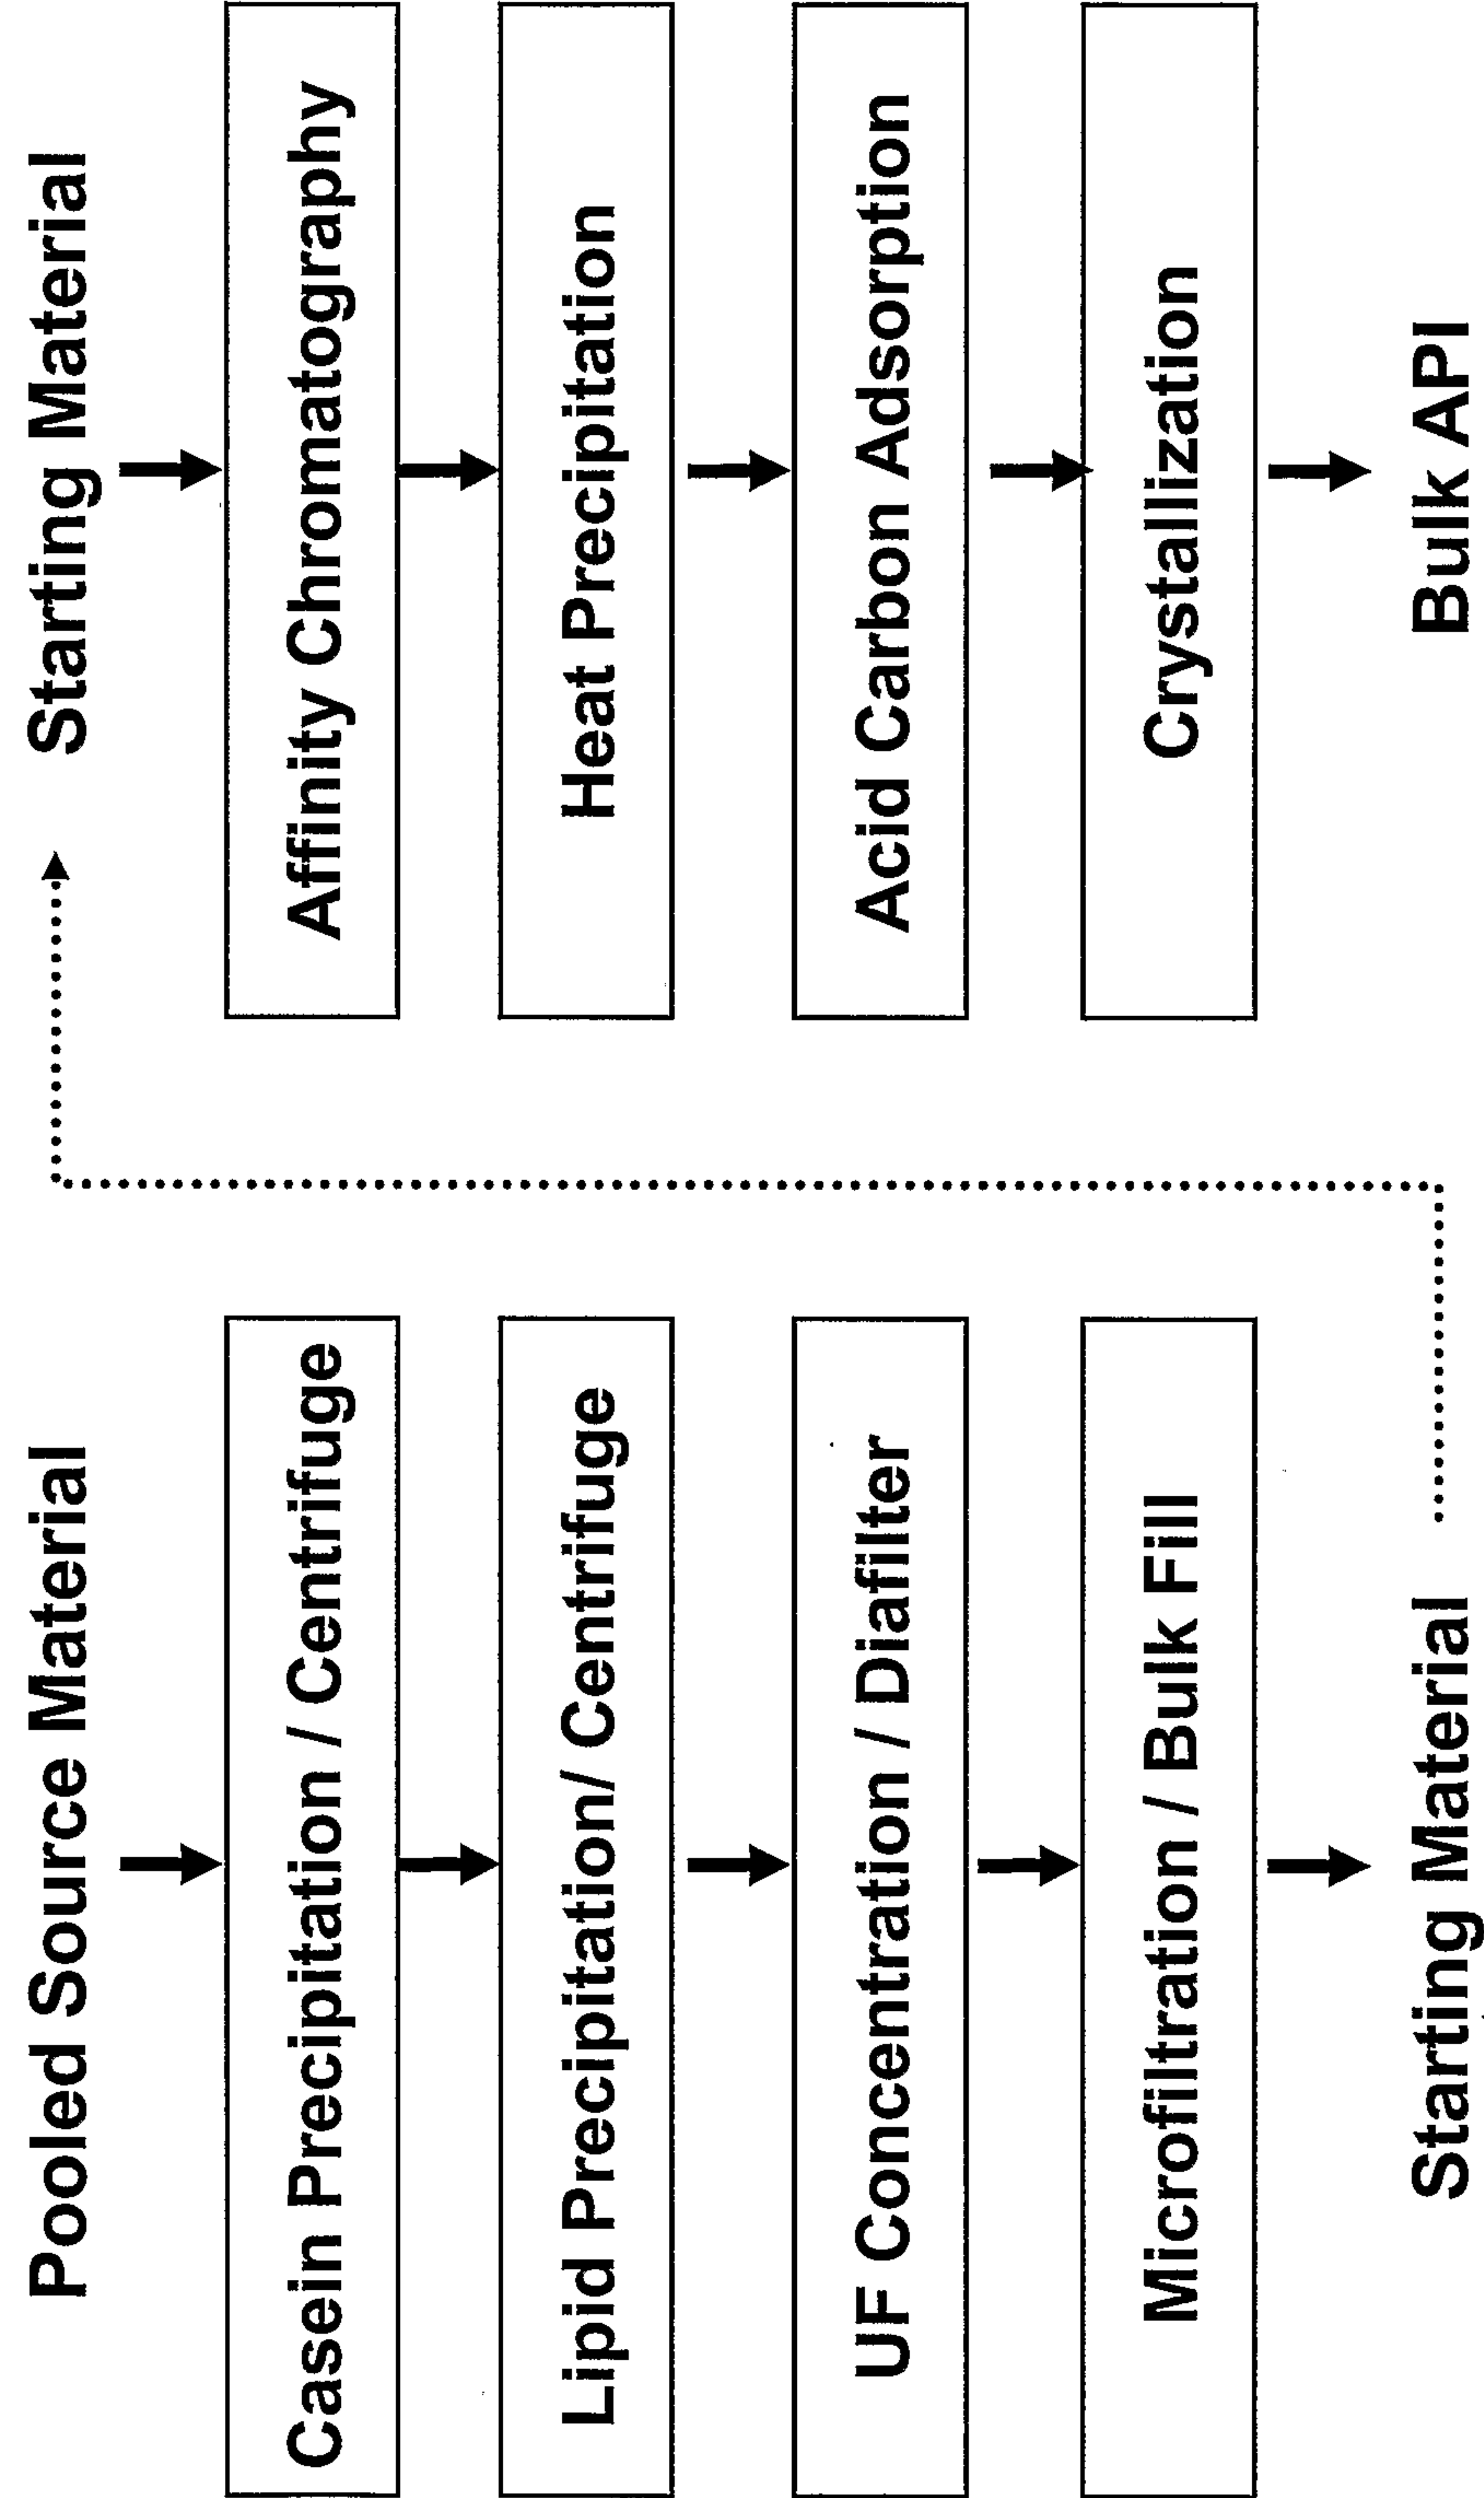 Pooled Source Material
Casein Precipitation / Centrifuge
Lipid Precipitation/ Centrifuge
UF Concentration / Diafilter
Microfiltration / Bulk Fill
Starting Material
Starting Material
Affinity Chromatography
Heat Precipitation
Acid Carbon Adsorption
Crystallization
Bulk API